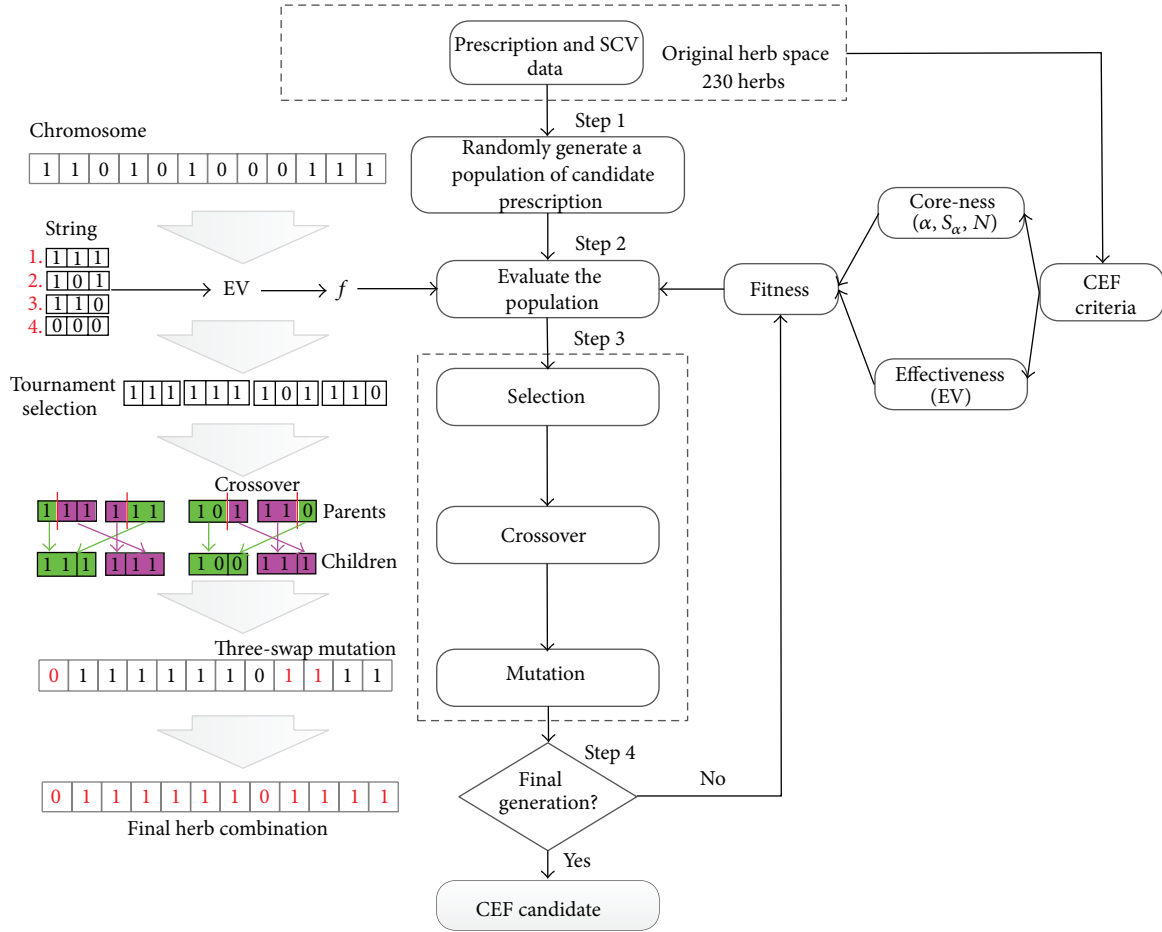 Prescription and SCV
data
Original herb space
230 herbs
Step 1
Randomly generate a
population of candidate
prescription
Step 2
Evaluate the
population
Step 3
Selection
Crossover
Mutation
Step 4
Final
generation?
No
Yes
CEF candidate
Fitness
Core-ness
(α, Sα, N)
Effectiveness
(EV)
CEF
criteria
Chromosome
1 1 0 1 0 1 0 0 0 1 1 1
String
1. 1 1 1
2. 1 0 1
3. 1 1 0
4. 0 0 0
EV
f
Tournament
selection
1 1 1 1 1 1 1 0 1 1 1 0
Crossover
1 1 1 1 1 1 1 0 1 1 1 0 Parents
1 1 1 1 1 1 1 0 0 1 1 1 Children
Three-swap mutation
0 1 1 1 1 1 1 0 1 1 1 1
0 1 1 1 1 1 1 0 1 1 1 1
Final herb combination